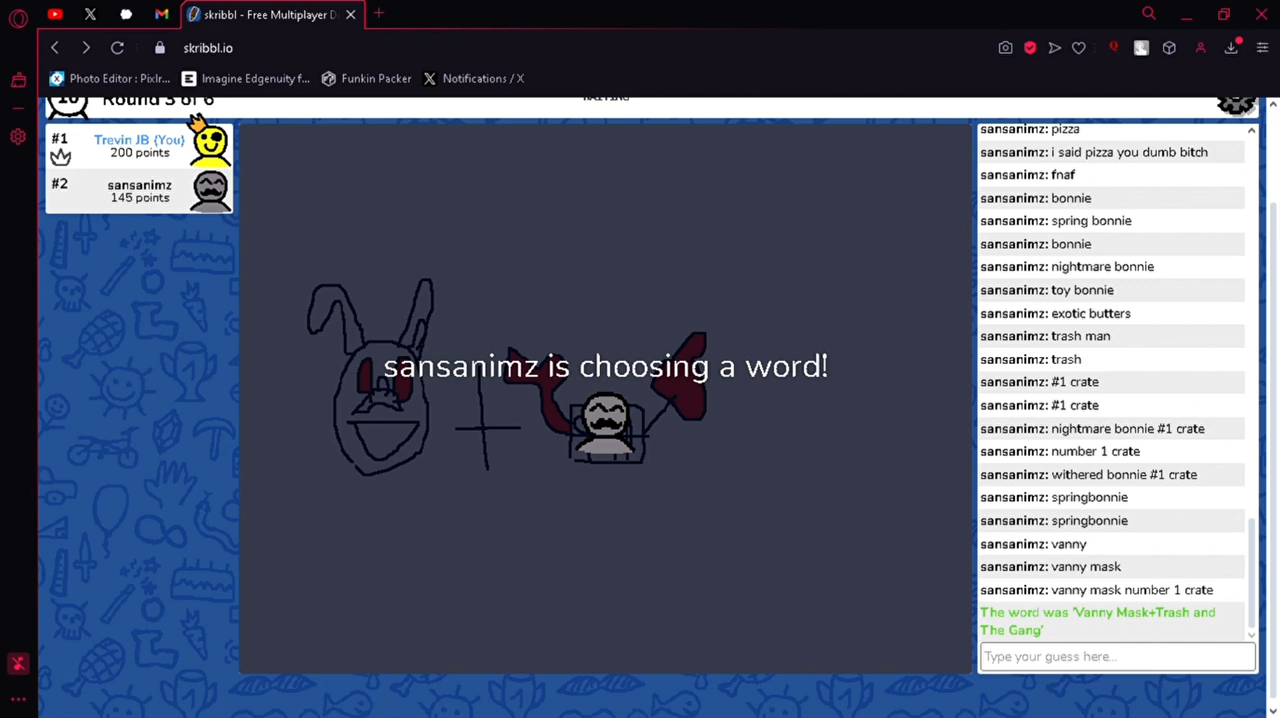 skribbl - Free Multiplayer D
skribbl.io
Photo Editor : Pixlr...
Imagine Edgenuity f...
Funkin Packer
Notifications / X
Round 3 of 6
WAITING
#1
Trevin JB {You}
200 points
#2
sansanimz
145 points
sansanimz is choosing a word!
sansanimz: pizza
sansanimz: i said pizza you dumb bitch
sansanimz: fnaf
sansanimz: bonnie
sansanimz: spring bonnie
sansanimz: bonnie
sansanimz: nightmare bonnie
sansanimz: toy bonnie
sansanimz: exotic butters
sansanimz: trash man
sansanimz: trash
sansanimz: #1 crate
sansanimz: #1 crate
sansanimz: nightmare bonnie #1 crate
sansanimz: number 1 crate
sansanimz: withered bonnie #1 crate
sansanimz: springbonnie
sansanimz: springbonnie
sansanimz: vanny
sansanimz: vanny mask
sansanimz: vanny mask number 1 crate
The word was 'Vanny Mask+Trash and
The Gang'
Type your guess here...